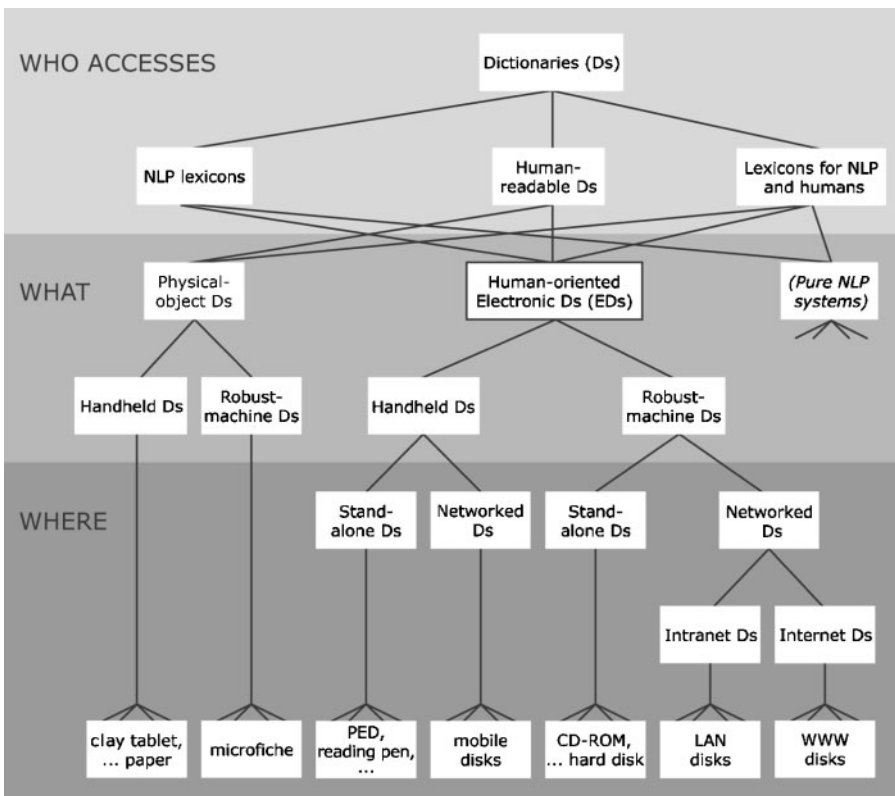 WHO ACCESSES
Dictionaries (Ds)
NLP lexicons
Human-
readable Ds
Lexicons for NLP
and humans
WHAT
Physical-
object Ds
Human-oriented
Electronic Ds (EDs)
(Pure NLP
systems)
Handheld Ds
Robust-
machine Ds
Handheld Ds
Robust-
machine Ds
WHERE
Stand-
alone Ds
Networked
Ds
Stand-
alone Ds
Networked
Ds
Intranet Ds
Internet Ds
clay tablet,
... paper
microfiche
PED,
reading pen,
...
mobile
disks
CD-ROM,
... hard disk
LAN
disks
WWW
disks